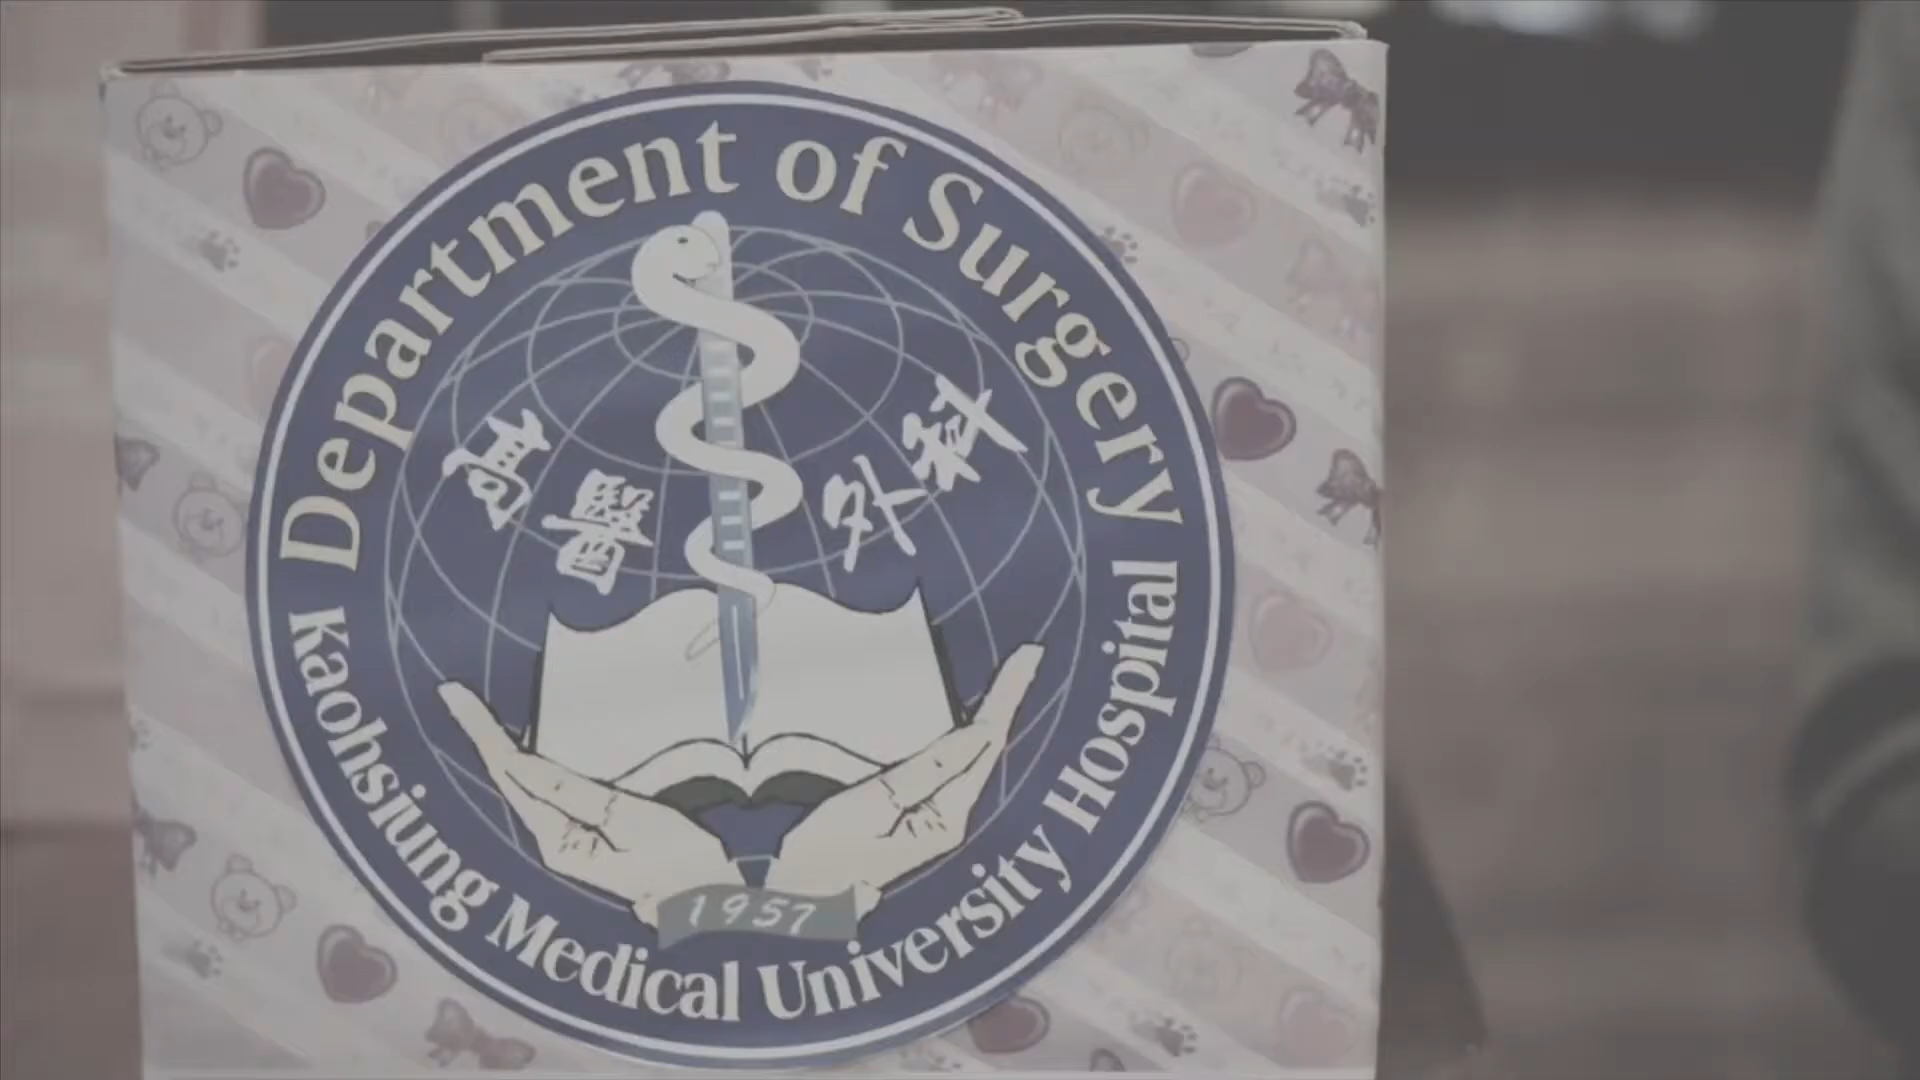 Department of Surgery
高醫外科
1957
Kaohsiung Medical University Hospital